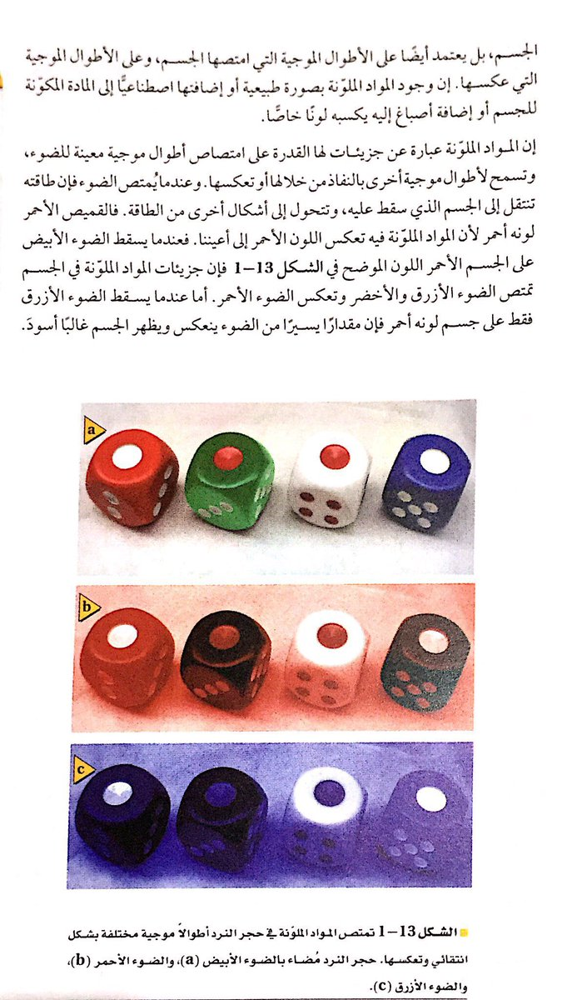 الجسم، بل يعتمد أيضًا على الأطوال الموجية التي امتصها الجسم، وعلى الأطوال الموجية
التي عكسها. إن وجود المواد الملوّنة بصورة طبيعية أو إضافتها اصطناعيًّا إلى المادة المكوّنة
للجسم أو إضافة أصباغ إليه يكسبه لونًا خاصًّا.
إن المواد الملوّنة عبارة عن جزيئات لها القدرة على امتصاص أطوال موجية معينة للضوء،
وتسمح لأطوال موجية أخرى بالنفاذ من خلالها أو تعكسها. وعندما يُمتص الضوء فإن طاقته
تنتقل إلى الجسم الذي سقط عليه، وتتحول إلى أشكال أخرى من الطاقة. فالقميص الأحمر
لونه أحمر لأن المواد الملوّنة فيه تعكس اللون الأحمر إلى أعيننا. فعندما يسقط الضوء الأبيض
على الجسم الأحمر اللون الموضح في الشكل 13-1 فإن جزيئات المواد الملوّنة في الجسم
تمتص الضوء الأزرق والأخضر وتعكس الضوء الأحمر. أما عندما يسقط الضوء الأزرق
فقط على جسم لونه أحمر فإن مقدارًا يسيرًا من الضوء ينعكس ويظهر الجسم غالبًا أسودَ.
a
b
c
الشكل 13-1 تمتص المواد الملوّنة في حجر النرد أطوالاً موجية مختلفة بشكل
انتقائي وتعكسها. حجر النرد مُضاء بالضوء الأبيض (a)، والضوء الأحمر (b)،
والضوء الأزرق (c).